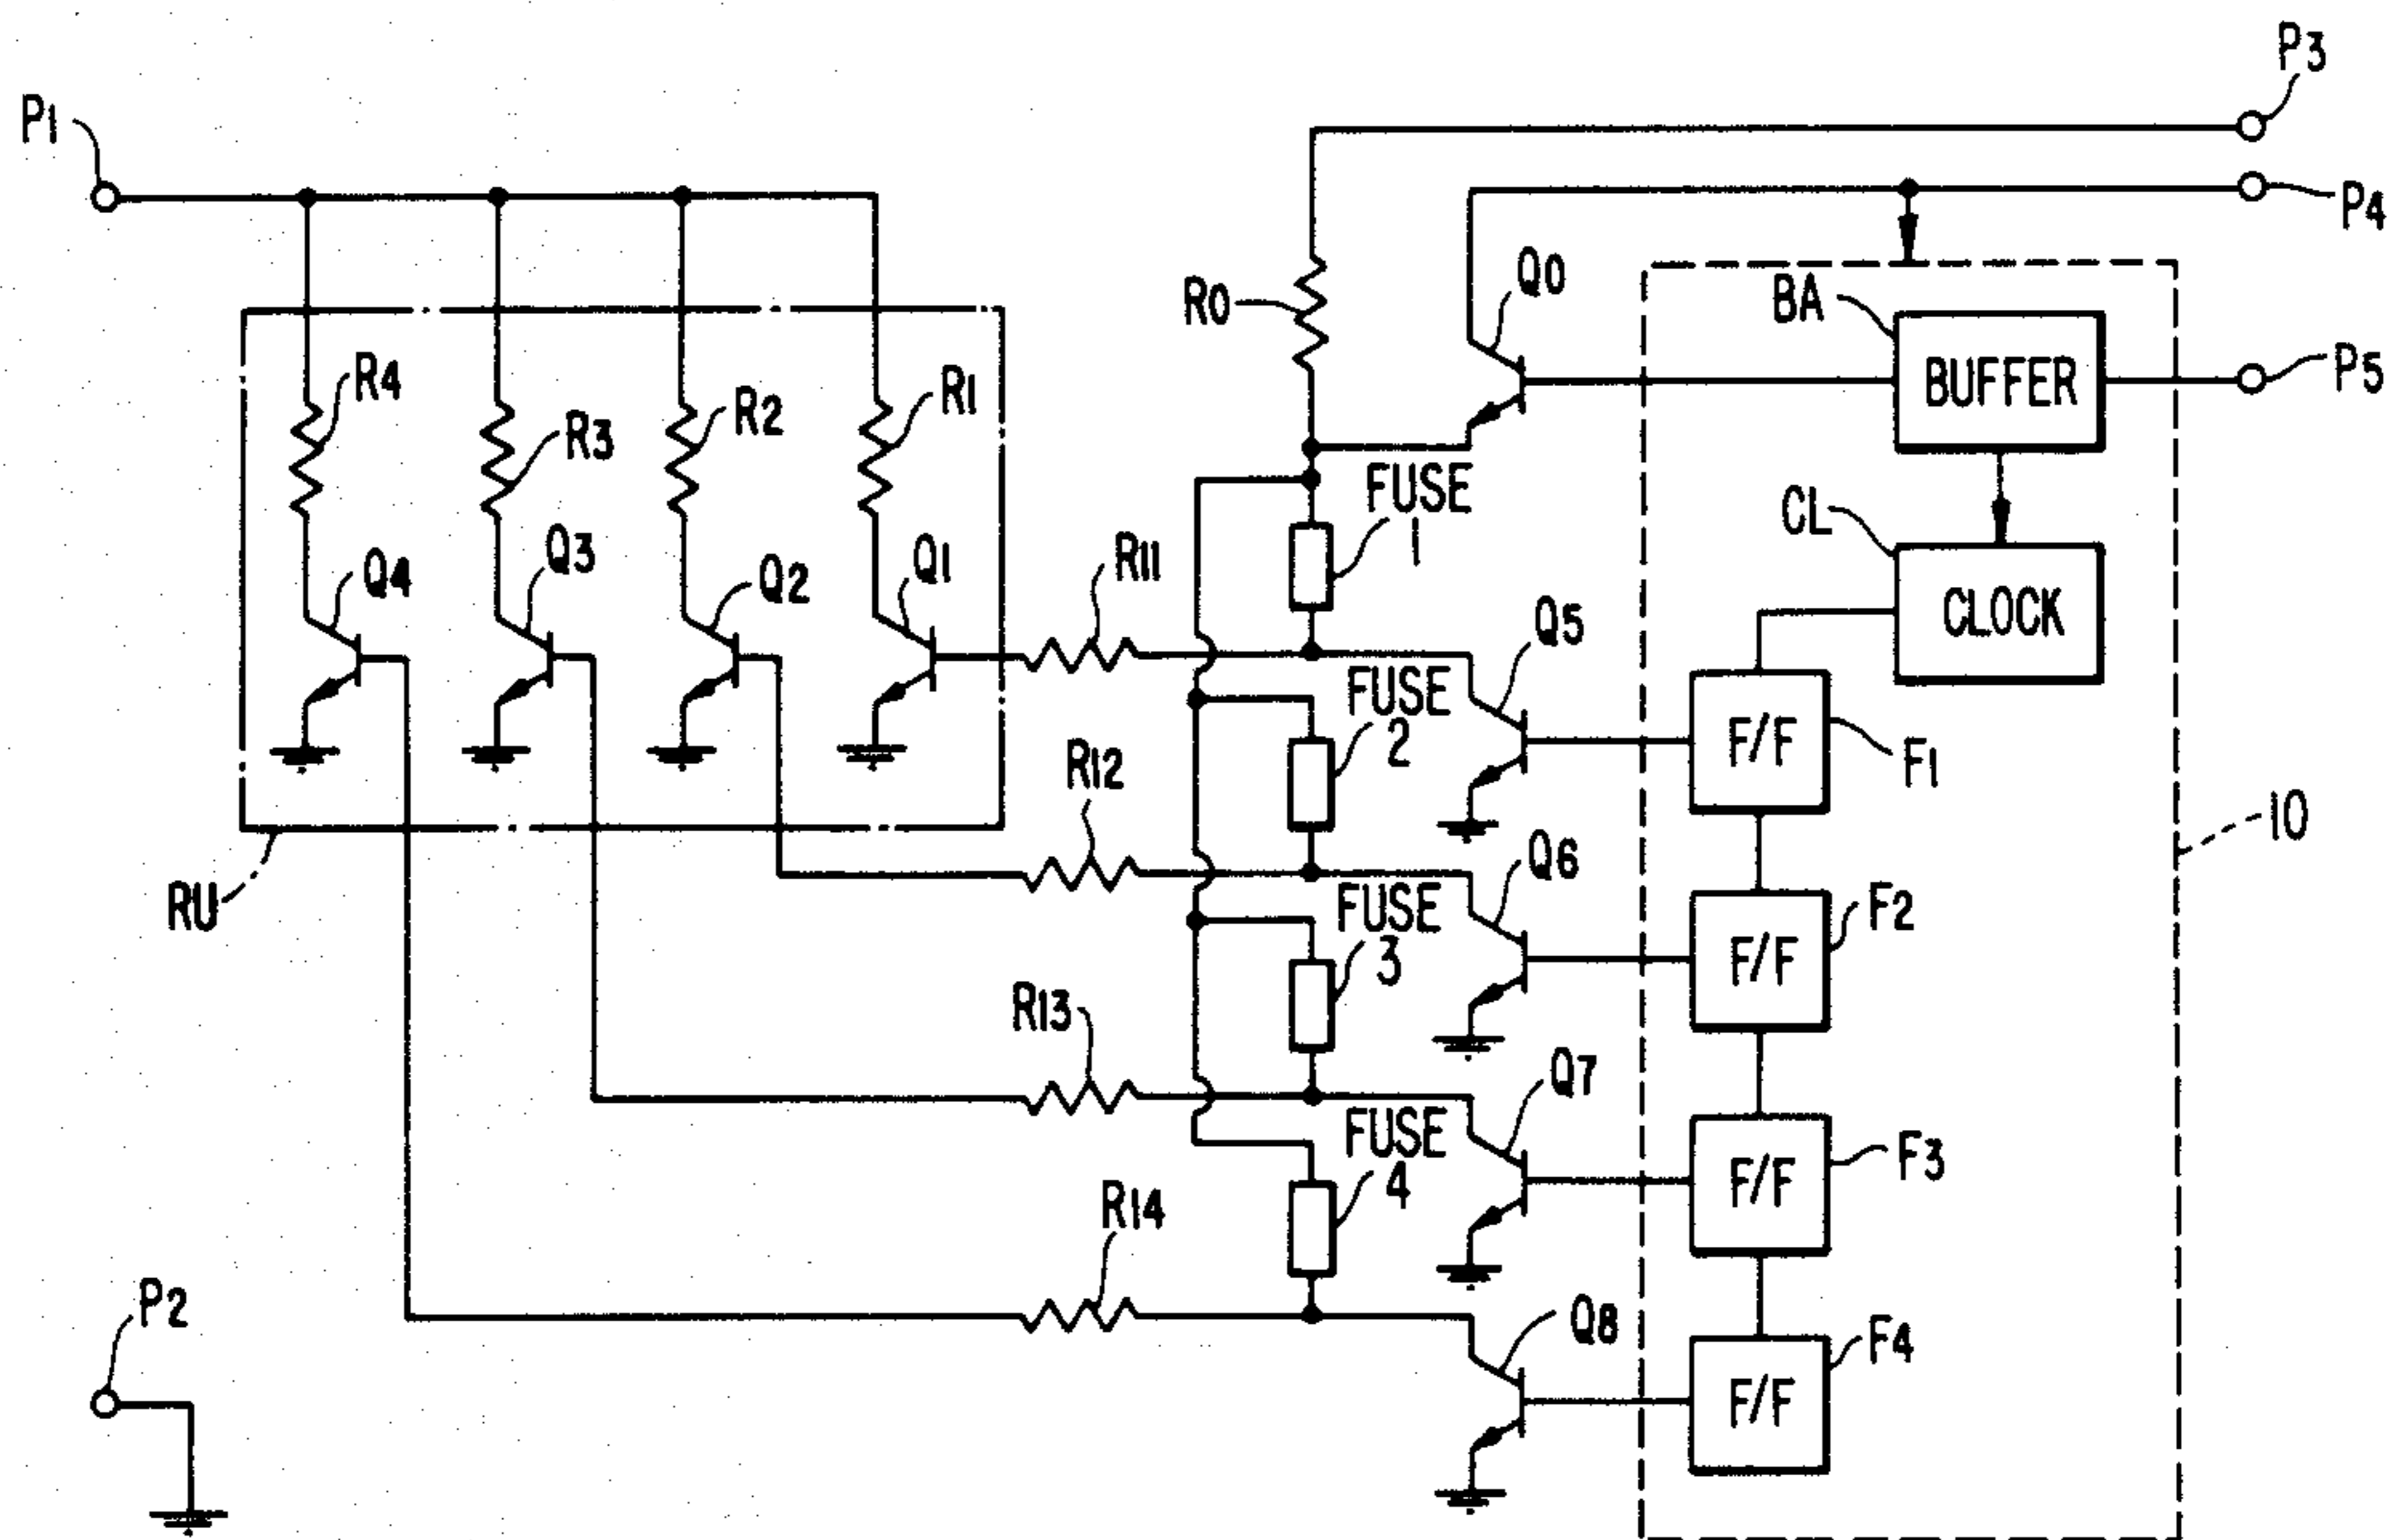 P3
P1
P4
R0
Q0
BA
BUFFER
P5
R4
R3
R2
R1
FUSE
1
CL
CLOCK
Q4
Q3
Q2
Q1
R11
Q5
FUSE
2
F/F
F1
R12
10
RU
Q6
FUSE
3
F/F
F2
R13
Q7
FUSE
4
F/F
F3
R14
P2
Q8
F/F
F4